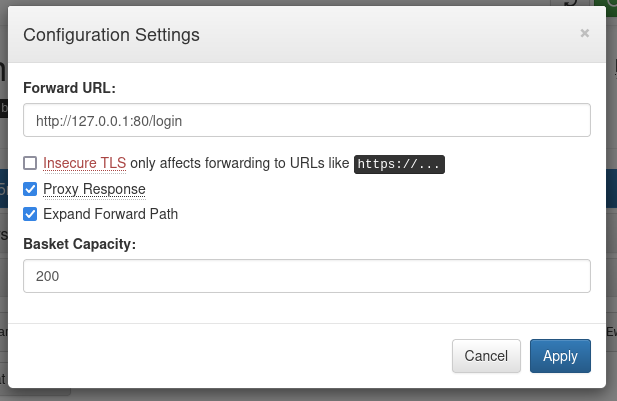 Configuration Settings
×
Forward URL:
http://127.0.0.1:80/login
Insecure TLS only affects forwarding to URLs like https://...
Proxy Response
Expand Forward Path
Basket Capacity:
200
Cancel
Apply